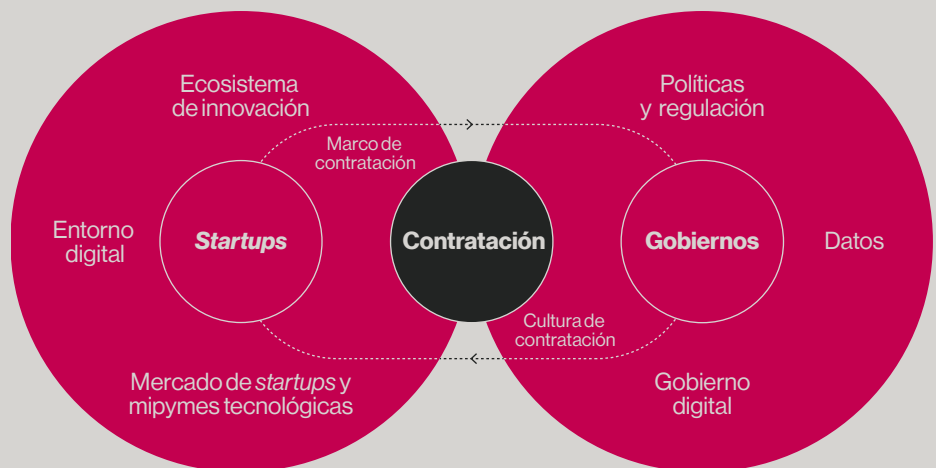 Ecosistema
de innovación
Políticas
y regulación
Marco de
contratación
Entorno
digital
Startups
Contratación
Gobiernos
Datos
Cultura de
contratación
Mercado de startups y
mipymes tecnológicas
Gobierno
digital